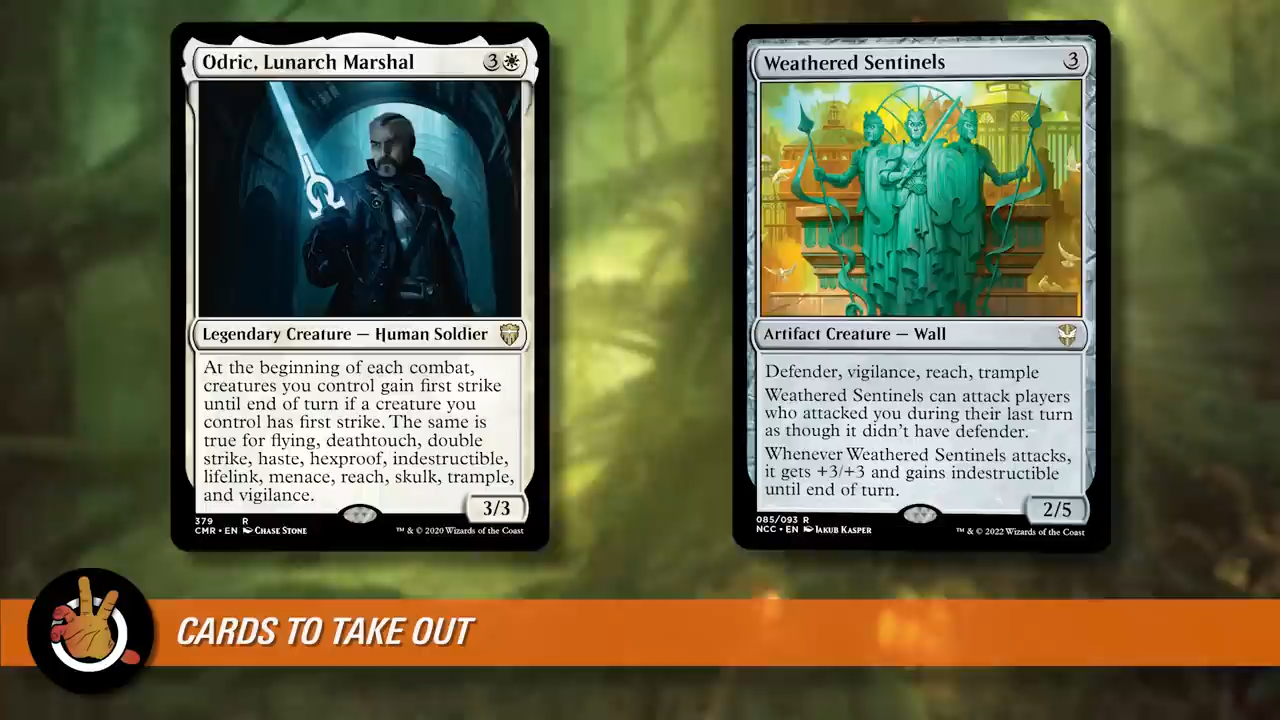 Odric, Lunarch Marshal 3
Legendary Creature — Human Soldier
At the beginning of each combat,
creatures you control gain first strike
until end of turn if a creature you
control has first strike. The same is
true for flying, deathtouch, double
strike, haste, hexproof, indestructible,
lifelink, menace, reach, skulk, trample,
and vigilance.
3/3
379 R
CMR • EN CHASE STONE
™ & © 2020 Wizards of the Coast
Weathered Sentinels 3
Artifact Creature — Wall
Defender, vigilance, reach, trample
Weathered Sentinels can attack players
who attacked you during their last turn
as though it didn't have defender.
Whenever Weathered Sentinels attacks,
it gets +3/+3 and gains indestructible
until end of turn.
2/5
085/093 R
NCC • EN JAKUB KASPER
™ & © 2022 Wizards of the Coast
CARDS TO TAKE OUT